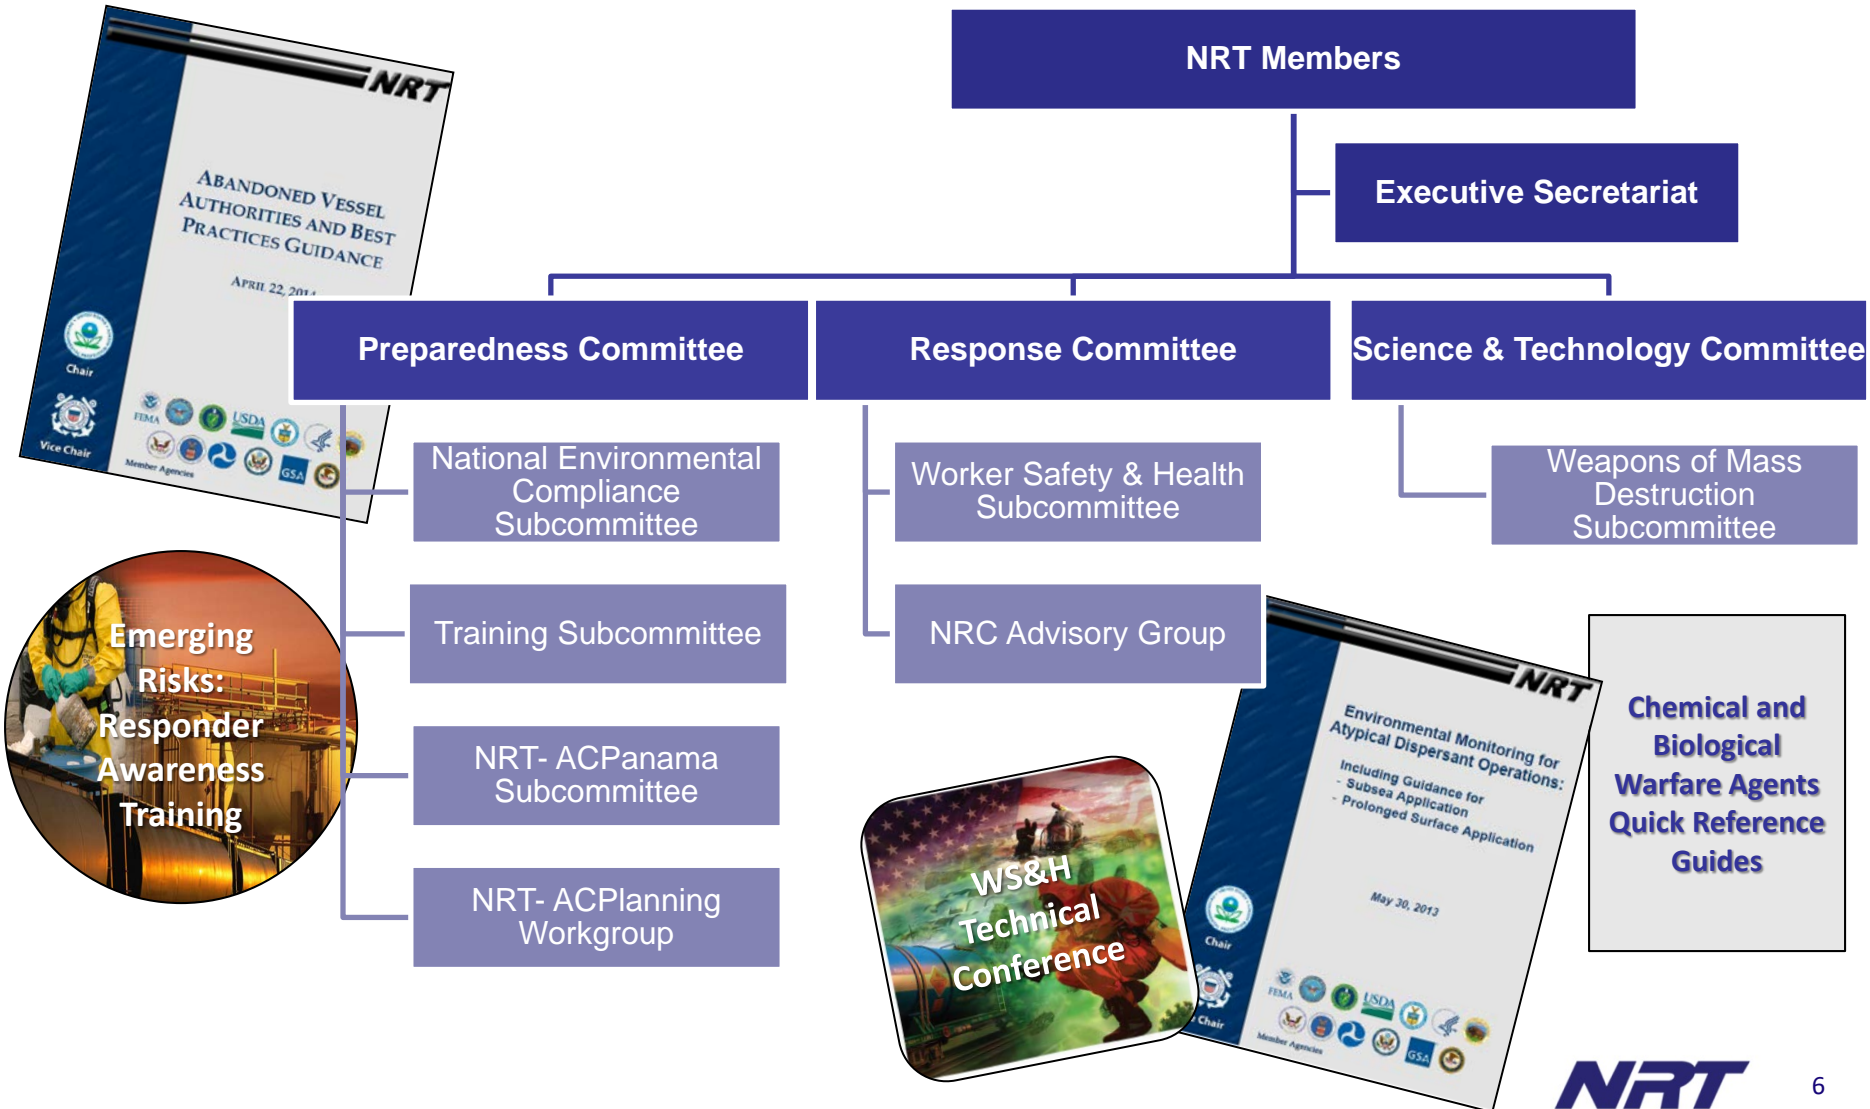 NRT
ABANDONED VESSEL
AUTHORITIES AND BEST
PRACTICES GUIDANCE
APRIL 22,
Chair
Vice Chair
FEMA
USDA
GSA
Member Agencies
NRT Members
Executive Secretariat
Preparedness Committee
Response Committee
Science & Technology Committee
National Environmental
Compliance
Subcommittee
Training Subcommittee
NRT- ACPanama
Subcommittee
NRT- ACPlanning
Workgroup
Worker Safety & Health
Subcommittee
NRC Advisory Group
Weapons of Mass
Destruction
Subcommittee
Emerging
Risks:
Responder
Awareness
Training
WS&H
Technical
Conference
NRT
Environmental Monitoring for
Atypical Dispersant Operations:
Including Guidance for
- Subsea Application
- Prolonged Surface Application
May 30, 2013
Chair
Chair
FEMA
USDA
GSA
Member Agencies
Chemical and
Biological
Warfare Agents
Quick Reference
Guides
NRT
6